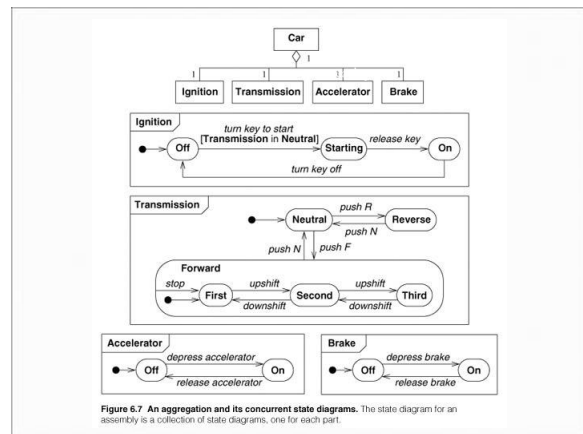 Car
1
1 1 1 1
Ignition Transmission Accelerator Brake
Ignition
turn key to start
[Transmission in Neutral]
release key
Off Starting On
turn key off
Transmission
push R
Neutral Reverse
push N
push N push F
Forward
stop upshift upshift
First Second Third
downshift downshift
Accelerator
depress accelerator
Off On
release accelerator
Brake
depress brake
Off On
release brake
Figure 6.7 An aggregation and its concurrent state diagrams. The state diagram for an
assembly is a collection of state diagrams, one for each part.